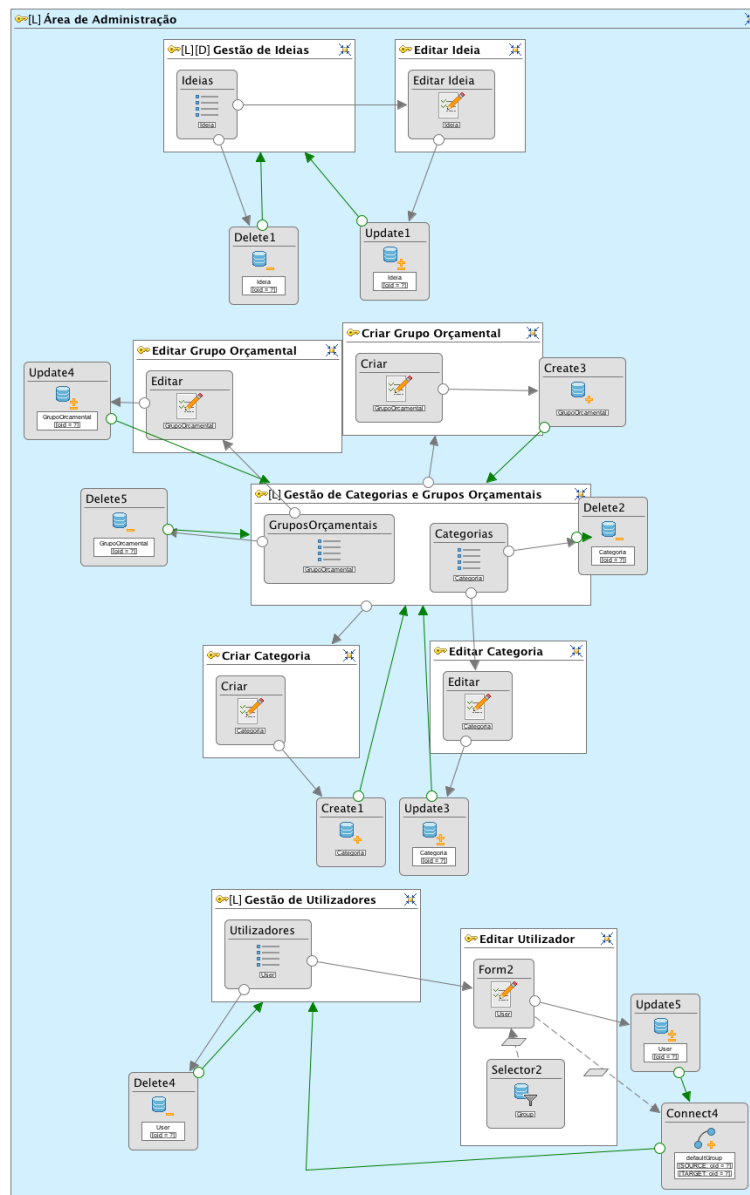 [L] Área de Administração
[L][D] Gestão de Ideias
Editar Ideia
Ideias
Ideia
Editar Ideia
Ideia
Delete1
Ideia
[oid = ?]
Update1
Ideia
[oid = ?]
Criar Grupo Orçamental
Editar Grupo Orçamental
Update4
GrupoOrcamental
[oid = ?]
Editar
GrupoOrcamental
Criar
GrupoOrcamental
Create3
GrupoOrcamental
[L] Gestão de Categorias e Grupos Orçamentais
Delete5
GrupoOrcamental
[oid = ?]
GruposOrçamentais
GrupoOrcamental
Categorias
Categoria
Delete2
Categoria
[oid = ?]
Criar Categoria
Criar
Categoria
Editar Categoria
Editar
Categoria
Create1
Categoria
Update3
Categoria
[oid = ?]
[L] Gestão de Utilizadores
Utilizadores
User
Editar Utilizador
Form2
User
Update5
User
[oid = ?]
Selector2
Group
Delete4
User
[oid = ?]
Connect4
defaultGroup
[SOURCE: oid = ?]
[TARGET: oid = ?]